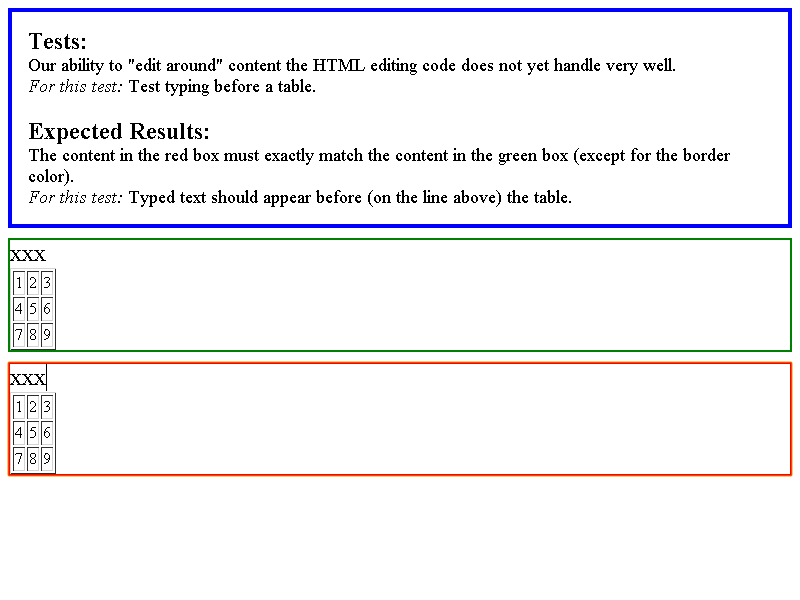 Tests:
Our ability to "edit around" content the HTML editing code does not yet handle very well.
For this test: Test typing before a table.
Expected Results:
The content in the red box must exactly match the content in the green box (except for the border
color).
For this test: Typed text should appear before (on the line above) the table.
xxx
1 2 3
4 5 6
7 8 9
xxx
1 2 3
4 5 6
7 8 9